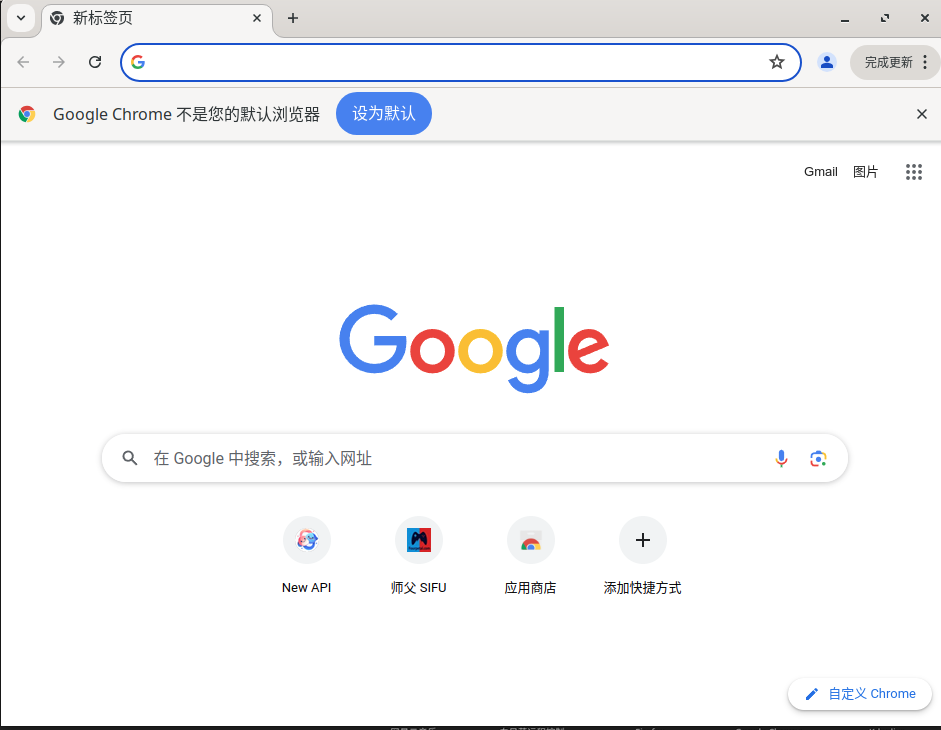 新标签页
完成更新
Google Chrome 不是您的默认浏览器
设为默认
Gmail 图片
Google
在 Google 中搜索，或输入网址
New API
师父 SIFU
应用商店
添加快捷方式
自定义 Chrome